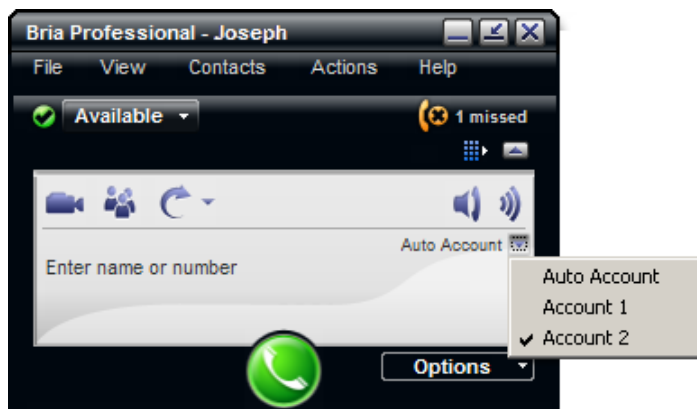 Bria Professional - Joseph
File View Contacts Actions Help
Available
1 missed
Auto Account
Enter name or number
Auto Account
Account 1
Account 2
Options